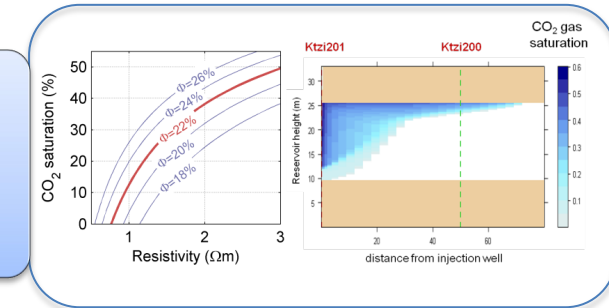 CO2 saturation (%)
50
40
30
20
10
0
Φ=26%
Φ=24%
Φ=22%
Φ=20%
Φ=18%
1
2
3
Resistivity (Ωm)
Ktzi201
Ktzi200
CO2 gas
saturation
Reservoir height (m)
30
25
20
15
10
5
20
40
60
distance from injection well
0.6
0.5
0.4
0.3
0.2
0.1